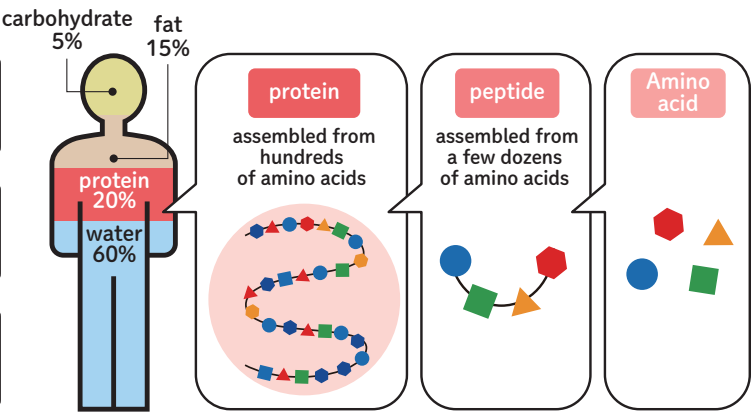 carbohydrate
5%
fat
15%
protein
20%
water
60%
protein
assembled from
hundreds
of amino acids
peptide
assembled from
a few dozens
of amino acids
Amino
acid